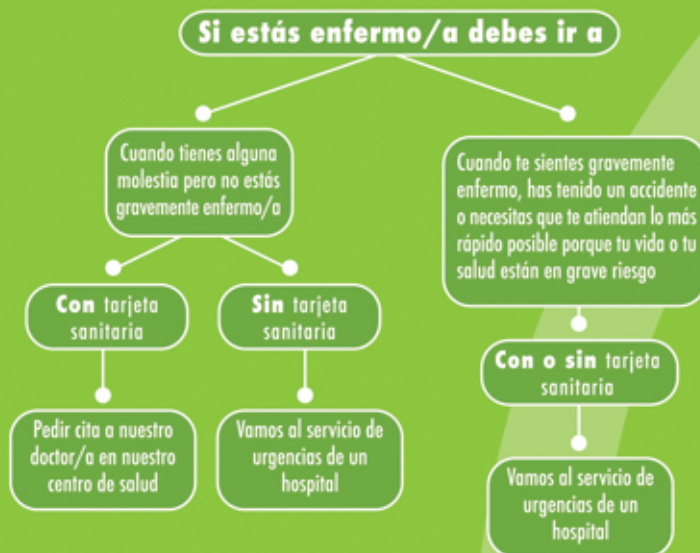 Si estás enfermo/a debes ir a
Cuando tienes alguna
molestia pero no estás
gravemente enfermo/a
Con tarjeta
sanitaria
Pedir cita a nuestro
doctor/a en nuestro
centro de salud
Sin tarjeta
sanitaria
Vamos al servicio de
urgencias de un
hospital
Cuando te sientes gravemente
enfermo, has tenido un accidente
o necesitas que te atiendan lo más
rápido posible porque tu vida o tu
salud están en grave riesgo
Con o sin tarjeta
sanitaria
Vamos al servicio de
urgencias de un
hospital